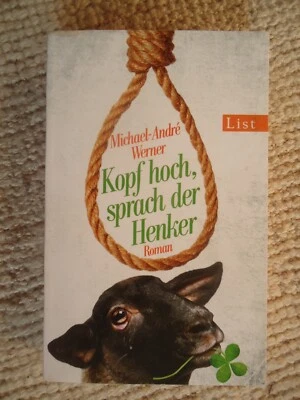 List
Michael-André
Werner
Kopf hoch,
sprach der
Henker
Roman